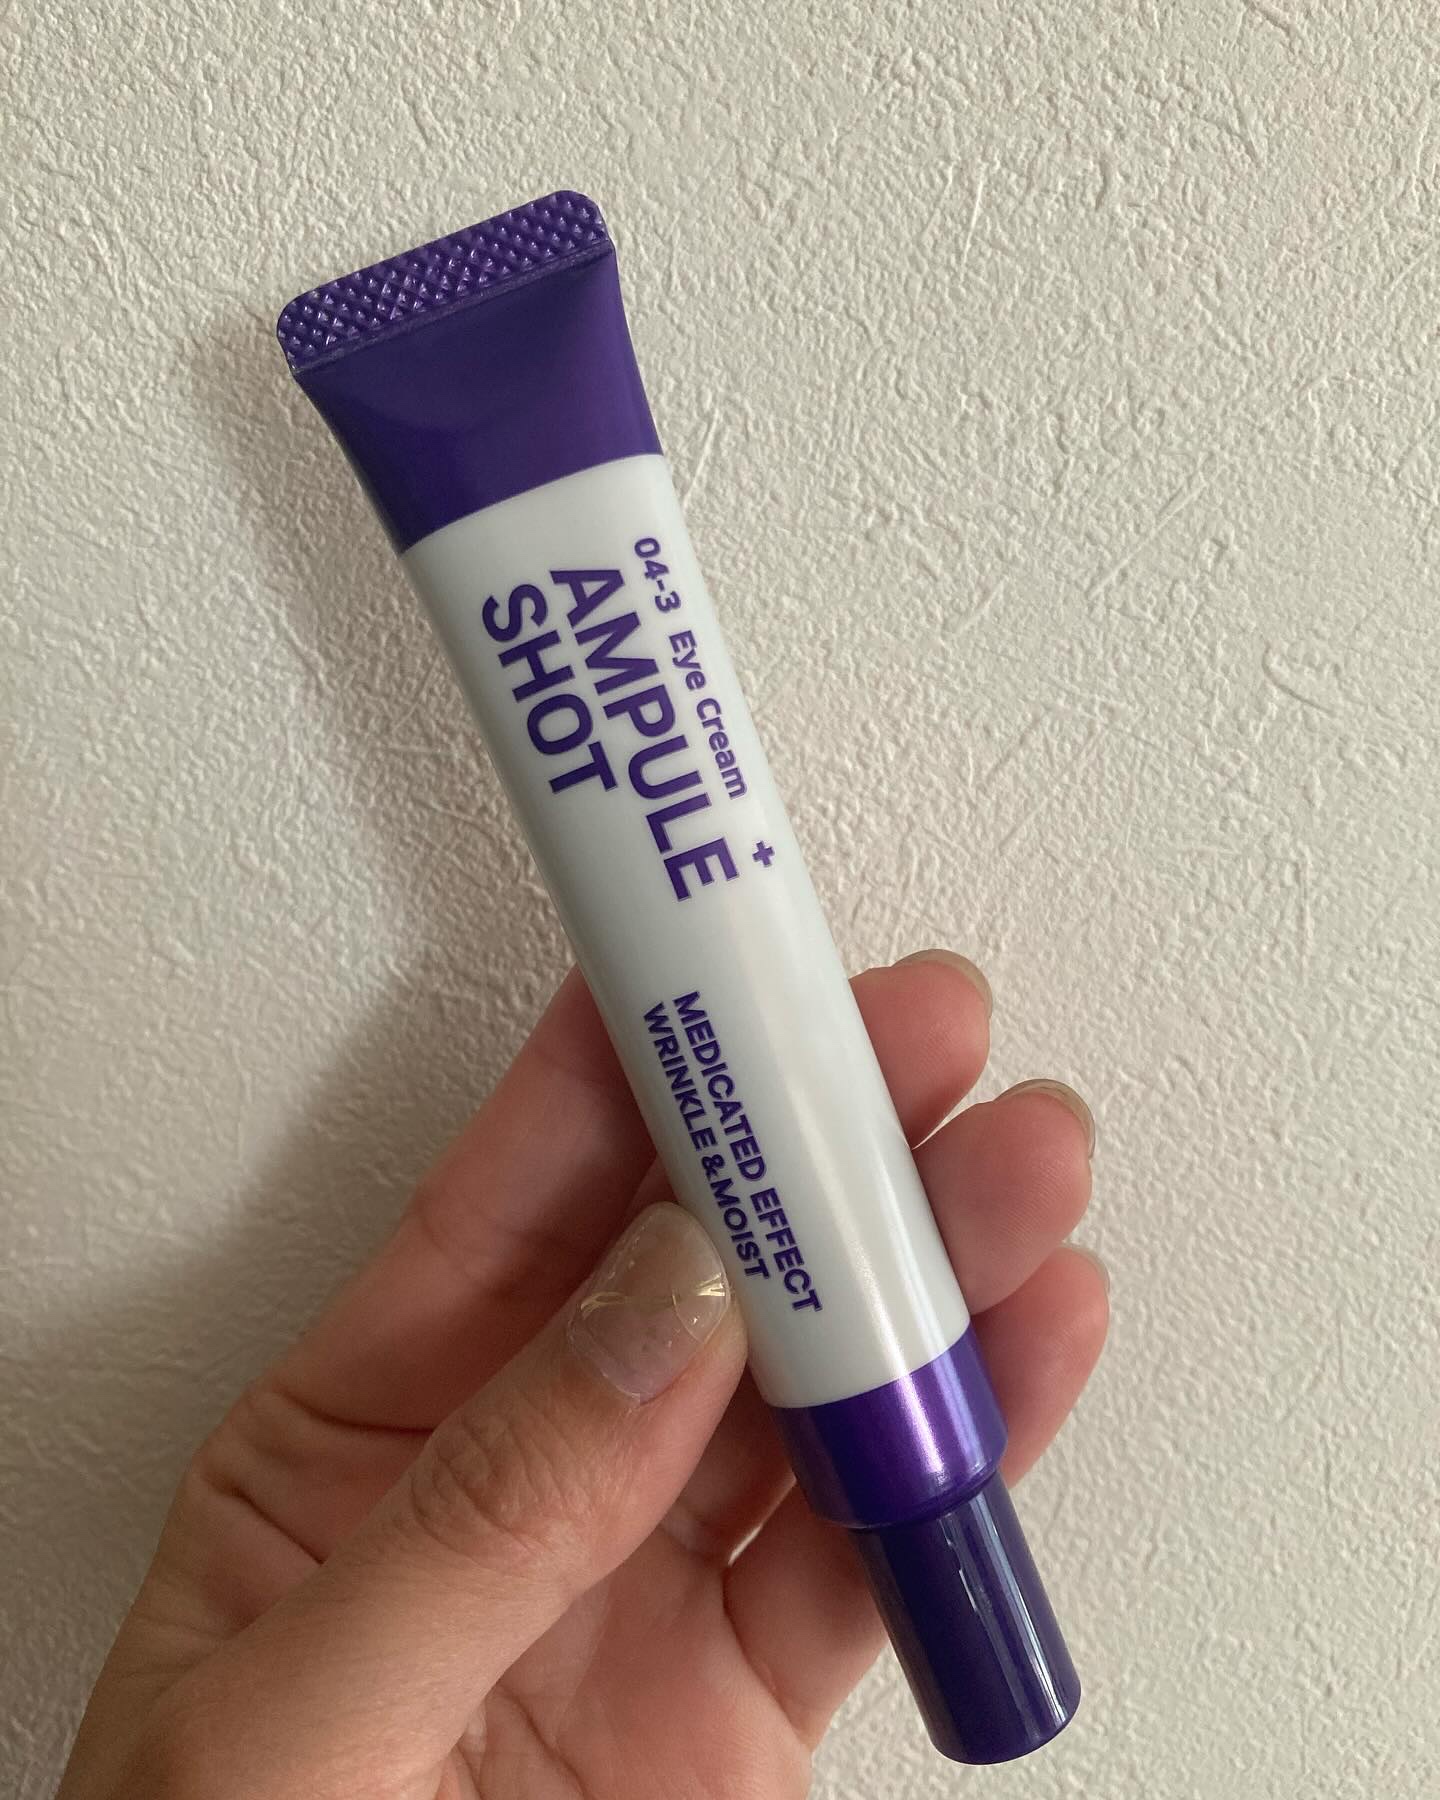 04-3 Eye Cream
AMPULE +
SHOT
MEDICATED EFFECT
WRINKLE & MOIST